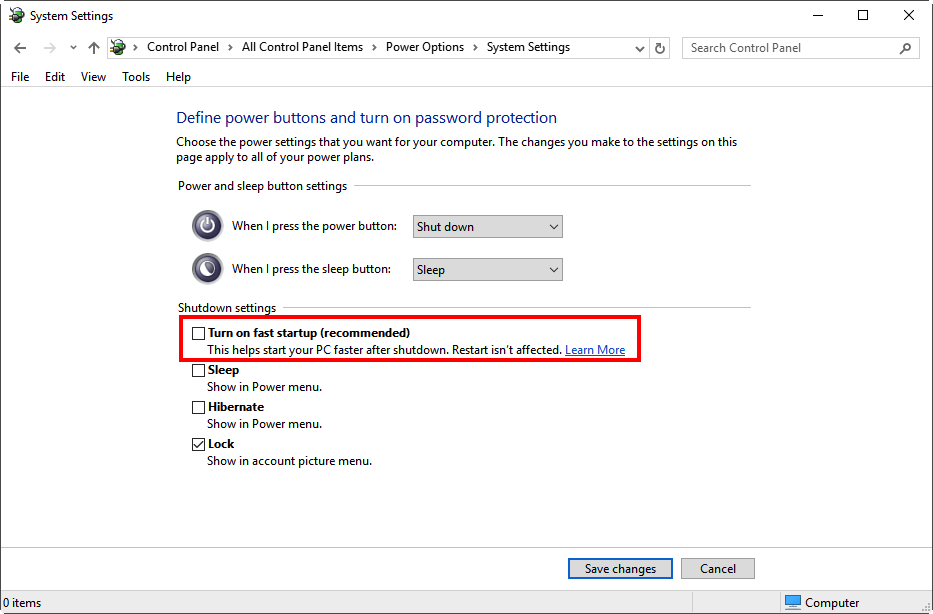 System Settings
Control Panel > All Control Panel Items > Power Options > System Settings
Search Control Panel
File Edit View Tools Help
Define power buttons and turn on password protection
Choose the power settings that you want for your computer. The changes you make to the settings on this
page apply to all of your power plans.
Power and sleep button settings
When I press the power button: Shut down
When I press the sleep button: Sleep
Shutdown settings
Turn on fast startup (recommended)
This helps start your PC faster after shutdown. Restart isn't affected. Learn More
Sleep
Show in Power menu.
Hibernate
Show in Power menu.
Lock
Show in account picture menu.
Save changes Cancel
0 items Computer